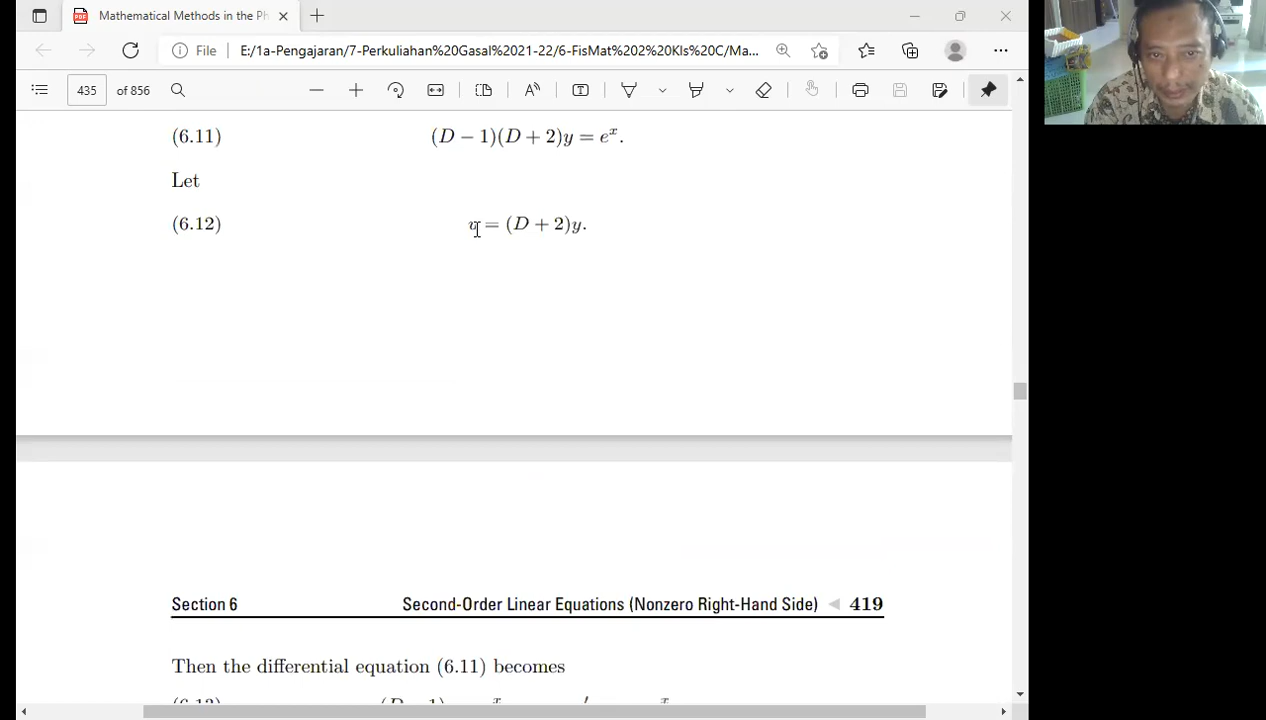 Mathematical Methods in the Ph
File E:/1a-Pengajaran/7-Perkuliahan%20Gasal%2021-22/6-FisMat%202%20Kls%20C/Ma...
435 of 856
(6.11) (D − 1)(D + 2)y = eˣ.
Let
(6.12) = (D + 2)y.
Section 6 Second-Order Linear Equations (Nonzero Right-Hand Side) 419
Then the differential equation (6.11) becomes